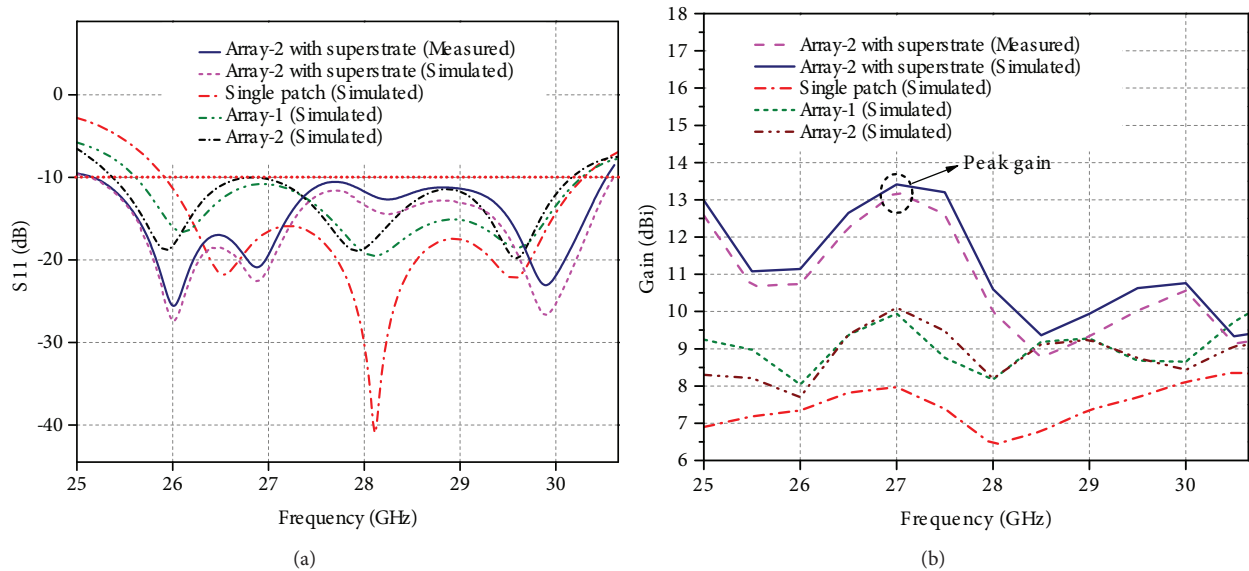 Array-2 with superstrate (Measured)
Array-2 with superstrate (Simulated)
Single patch (Simulated)
Array-1 (Simulated)
Array-2 (Simulated)
0
-10
-20
-30
-40
S11 (dB)
25 26 27 28 29 30
Frequency (GHz)
(a)
18
17
16
15
14
13
12
11
10
9
8
7
6
Gain (dBi)
Array-2 with superstrate (Measured)
Array-2 with superstrate (Simulated)
Single patch (Simulated)
Array-1 (Simulated)
Array-2 (Simulated)
Peak gain
25 26 27 28 29 30
Frequency (GHz)
(b)